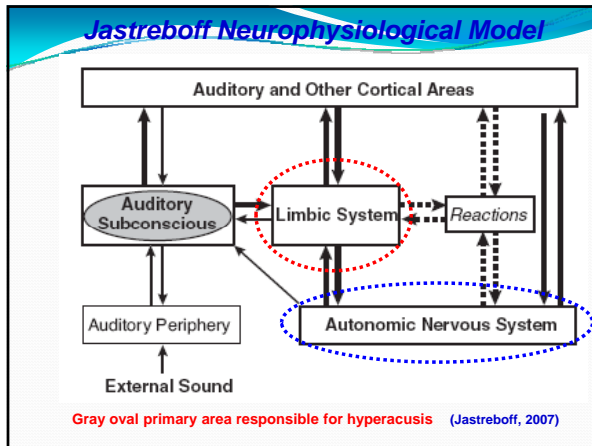 Jastreboff Neurophysiological Model
Auditory and Other Cortical Areas
Auditory
Subconscious
Limbic System
Reactions
Auditory Periphery
Autonomic Nervous System
External Sound
Gray oval primary area responsible for hyperacusis (Jastreboff, 2007)